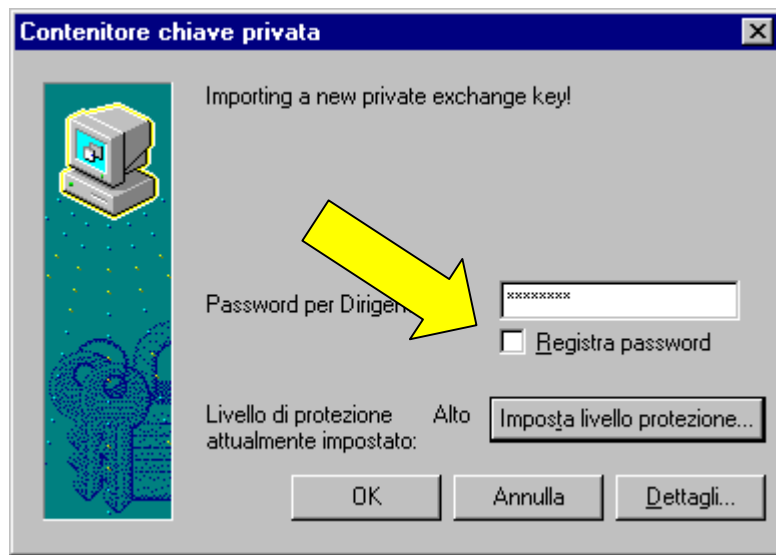 Contenitore chiave privata
Importing a new private exchange key!
Password per
xxxxxxxx
Registra password
Livello di protezione Alto
attualmente impostato:
Imposta livello protezione...
OK Annulla Dettagli...